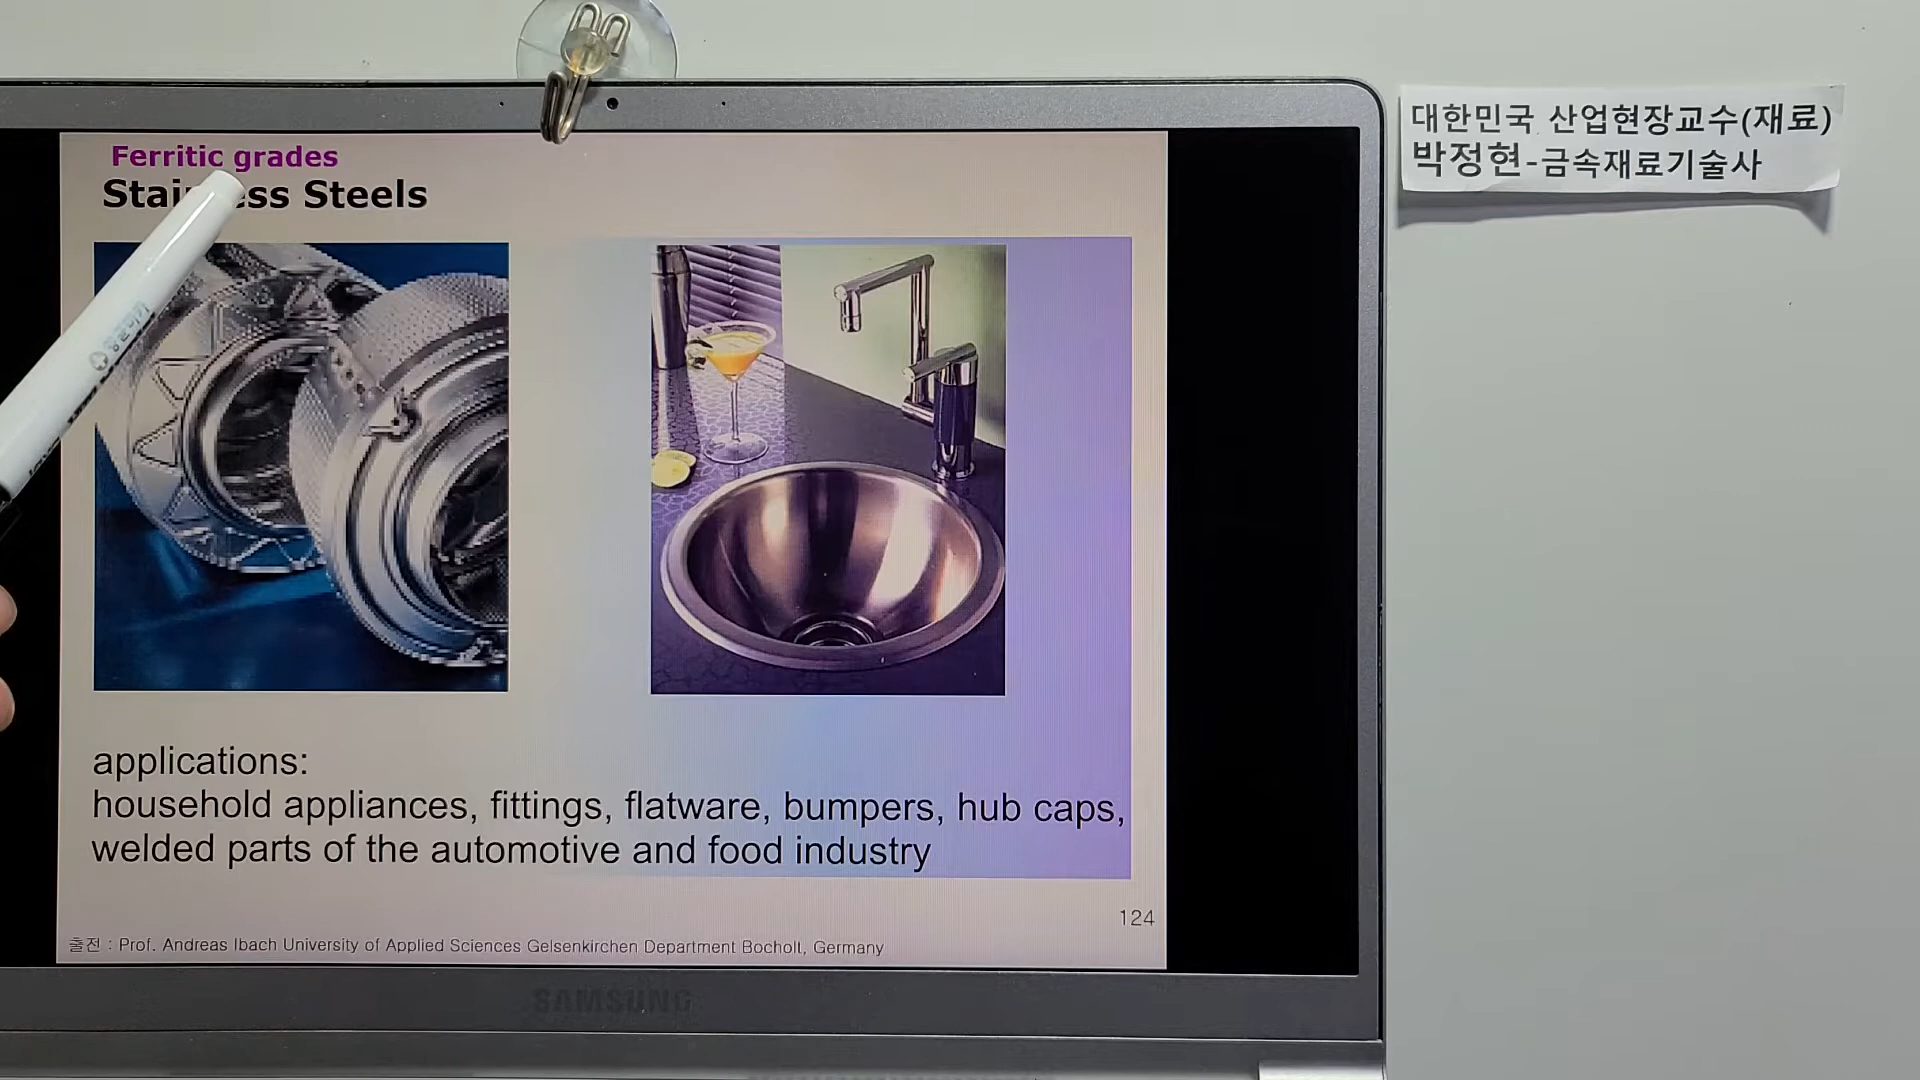 대한민국 산업현장교수(재료)
박정현-금속재료기술사
Ferritic grades
Stainless Steels
applications:
household appliances, fittings, flatware, bumpers, hub caps,
welded parts of the automotive and food industry
124
출전 : Prof. Andreas Ibach University of Applied Sciences Gelsenkirchen Department Bocholt, Germany
SAMSUNG